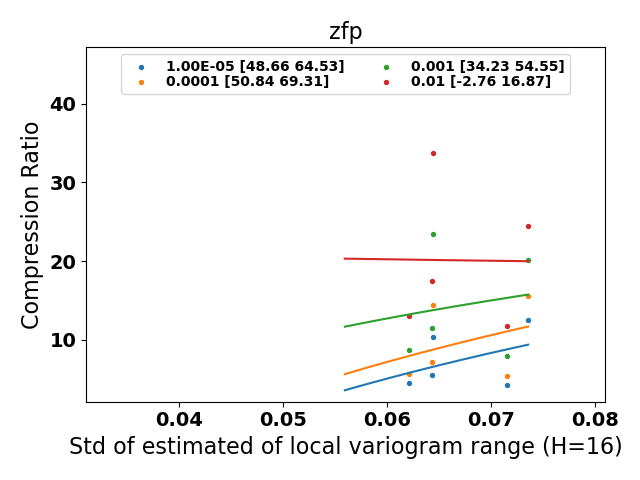 zfp
1.00E-05 [48.66 64.53]
0.0001 [50.84 69.31]
0.001 [34.23 54.55]
0.01 [-2.76 16.87]
Compression Ratio
40
30
20
10
0.04 0.05 0.06 0.07 0.08
Std of estimated of local variogram range (H=16)